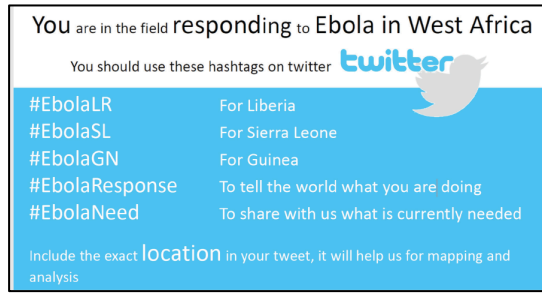 You are in the field responding to Ebola in West Africa
You should use these hashtags on twitter twitter
#EbolaLR For Liberia
#EbolaSL For Sierra Leone
#EbolaGN For Guinea
#EbolaResponse To tell the world what you are doing
#EbolaNeed To share with us what is currently needed
Include the exact location in your tweet, it will help us for mapping and
analysis